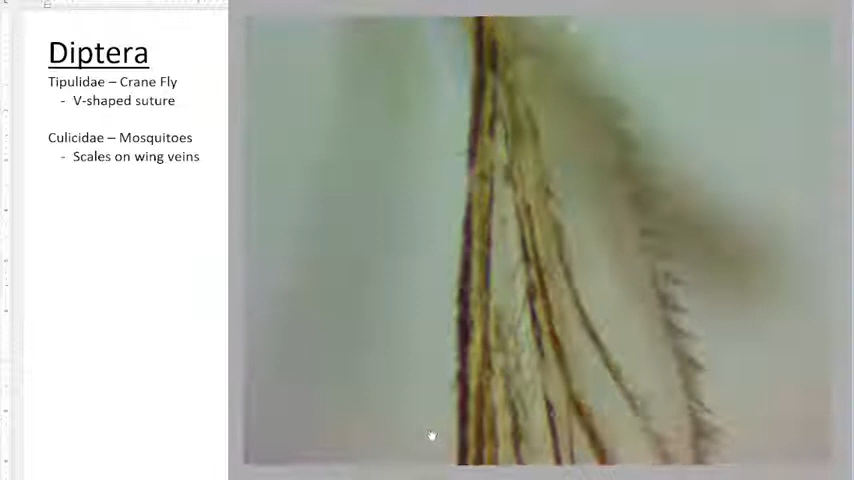 Diptera
Tipulidae – Crane Fly
- V-shaped suture
Culicidae – Mosquitoes
- Scales on wing veins